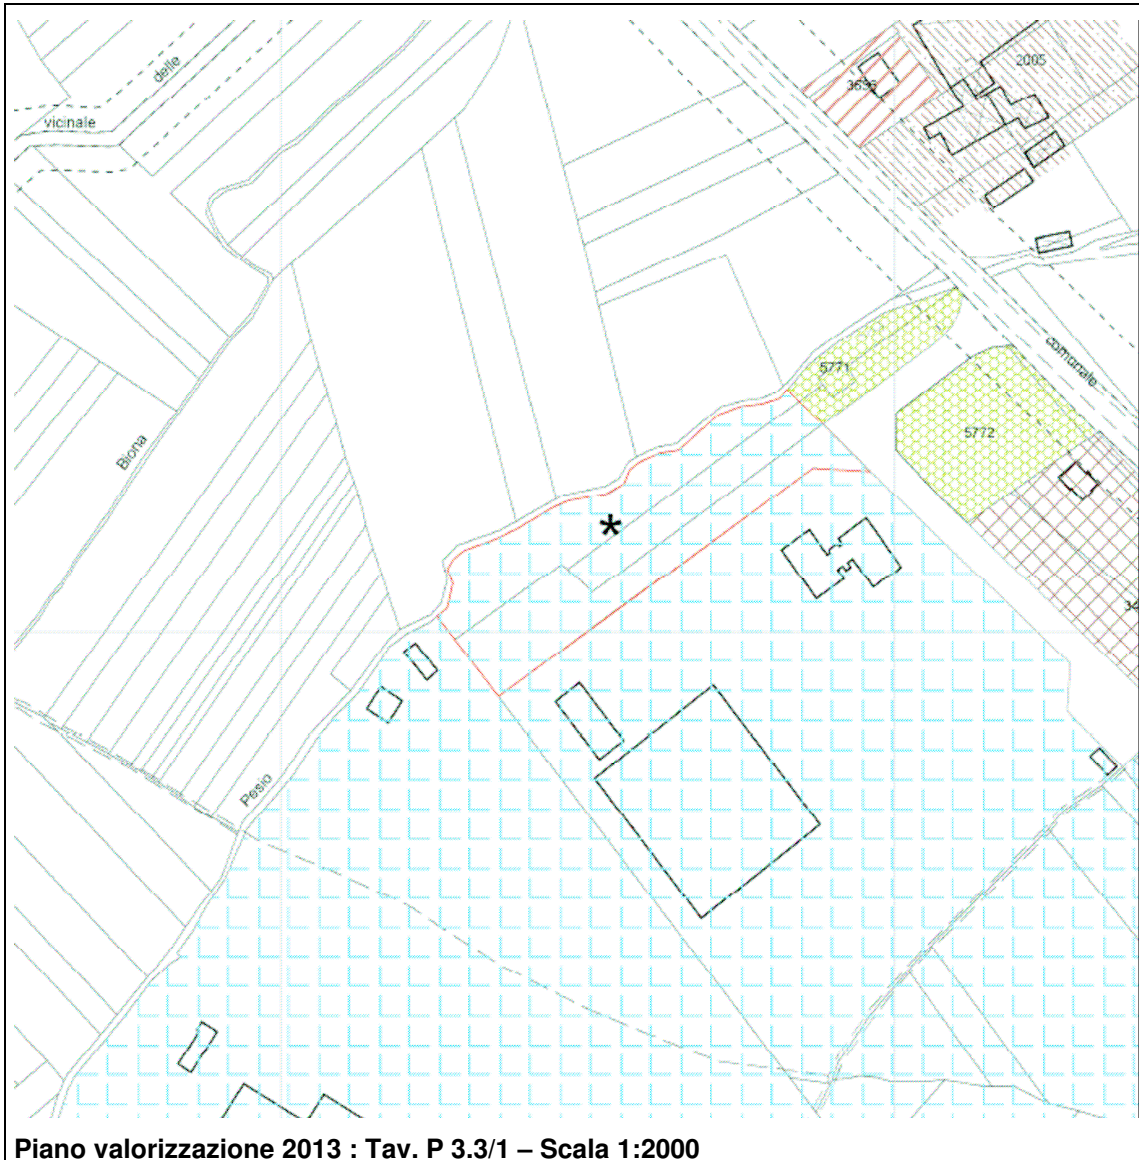 delle
vicinale
2005
comunale
5771
5772
Biona
*
34
Pesio
Piano valorizzazione 2013 : Tav. P 3.3/1 – Scala 1:2000